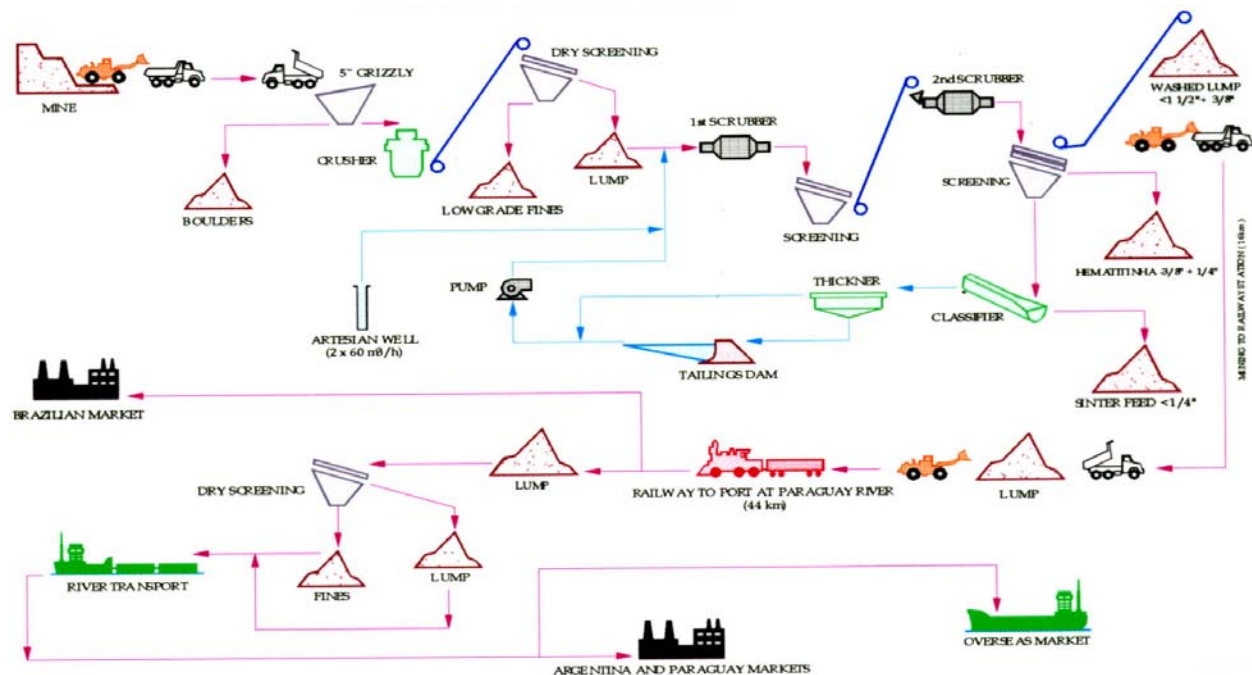 DRY SCREENING
5" GRIZZLY
2nd SCRUBBER
WASHED LUMP
<1 1/2"+ 3/8"
MINE
1st SCRUBBER
CRUSHER
LUMP
SCREENING
BOULDERS
LOW GRADE FINES
SCREENING
HEMATITINHA -3/8" + 1/4"
MINING TO RAILWAY STATION (16km)
PUMP
THICKNER
CLASSIFIER
ARTESIAN WELL
(2 x 60 m3/h)
TAILINGS DAM
SINTER FEED <1/4"
BRAZILIAN MARKET
LUMP
RAILWAY TO PORT AT PARAGUAY RIVER
(44 km)
LUMP
DRY SCREENING
RIVER TRANSPORT
FINES
LUMP
OVERSEAS MARKET
ARGENTINA AND PARAGUAY MARKETS